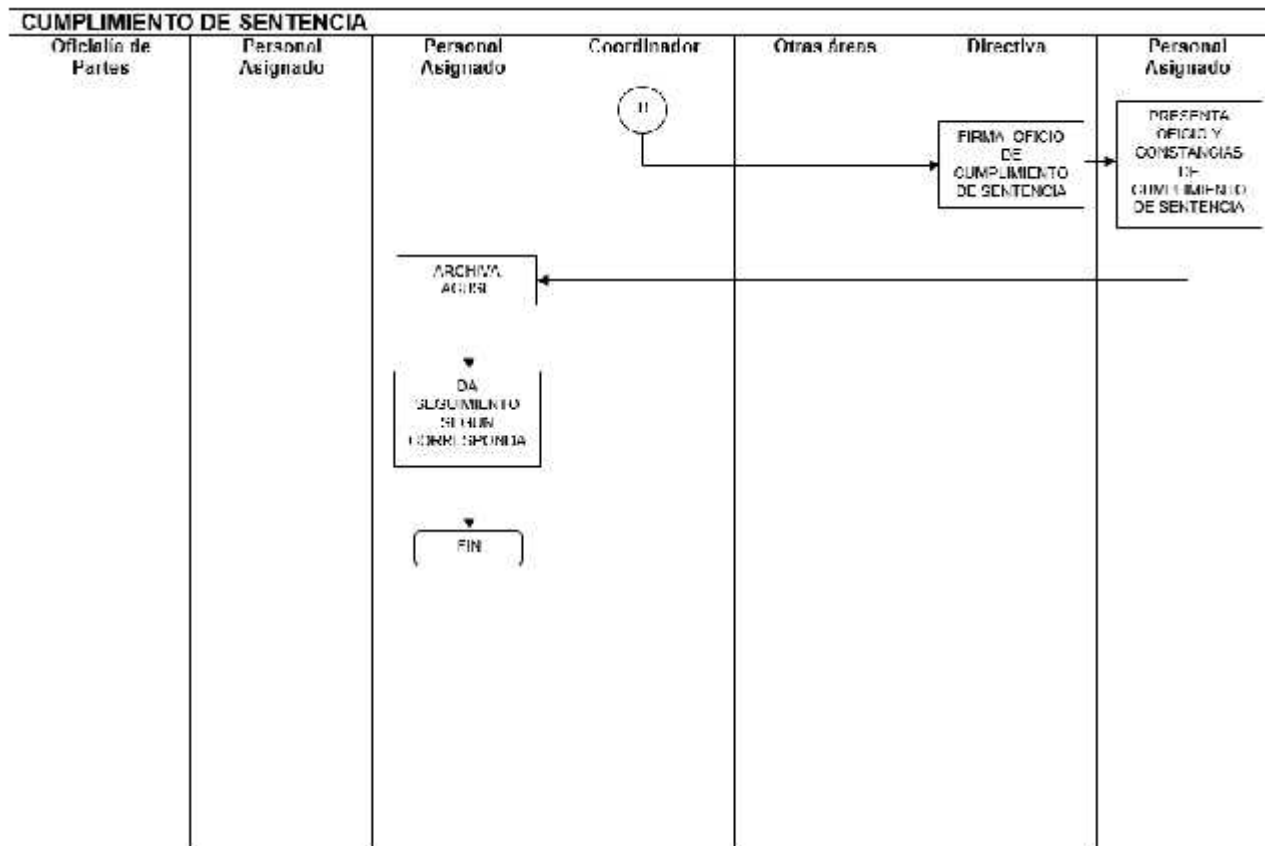 CUMPLIMIENTO DE SENTENCIA
Oficialía de
Partes
Personal
Asignado
Personal
Asignado
Coordinador
Otras áreas
Directiva
Personal
Asignado
FIRMA OFICIO
DE
CUMPLIMIENTO
DE SENTENCIA
PRESENTA
OFICIO Y
CONSTANCIAS
DE
CUMPLIMIENTO
DE SENTENCIA
ARCHIVA
ACUSE
DA
SEGUIMIENTO
SEGÚN
CORRESPONDA
FIN